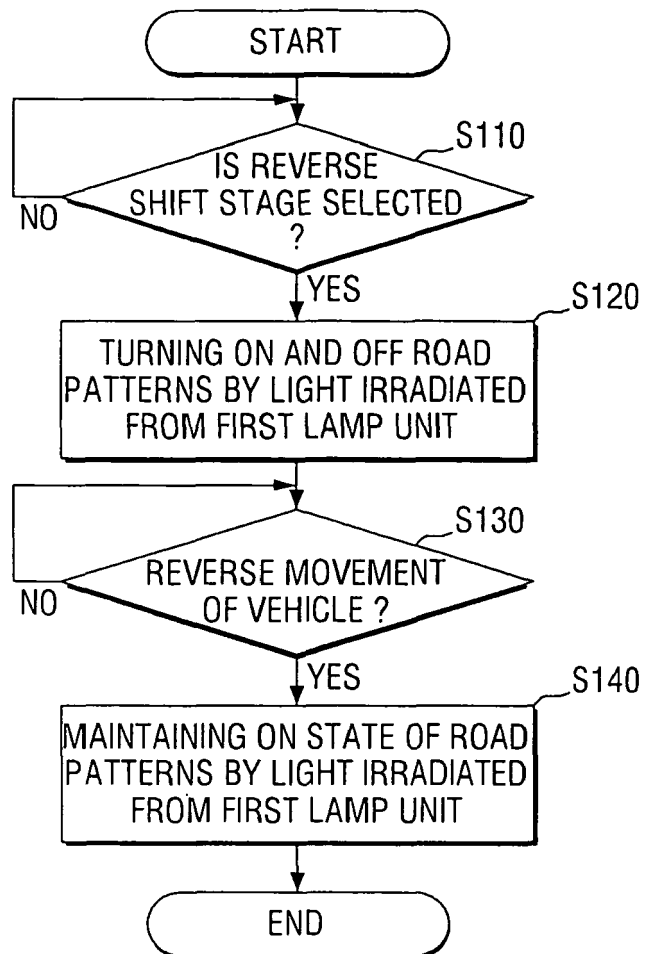 START
S110
IS REVERSE
SHIFT STAGE SELECTED
?
NO
YES
S120
TURNING ON AND OFF ROAD
PATTERNS BY LIGHT IRRADIATED
FROM FIRST LAMP UNIT
S130
REVERSE MOVEMENT
OF VEHICLE ?
NO
YES
S140
MAINTAINING ON STATE OF ROAD
PATTERNS BY LIGHT IRRADIATED
FROM FIRST LAMP UNIT
END